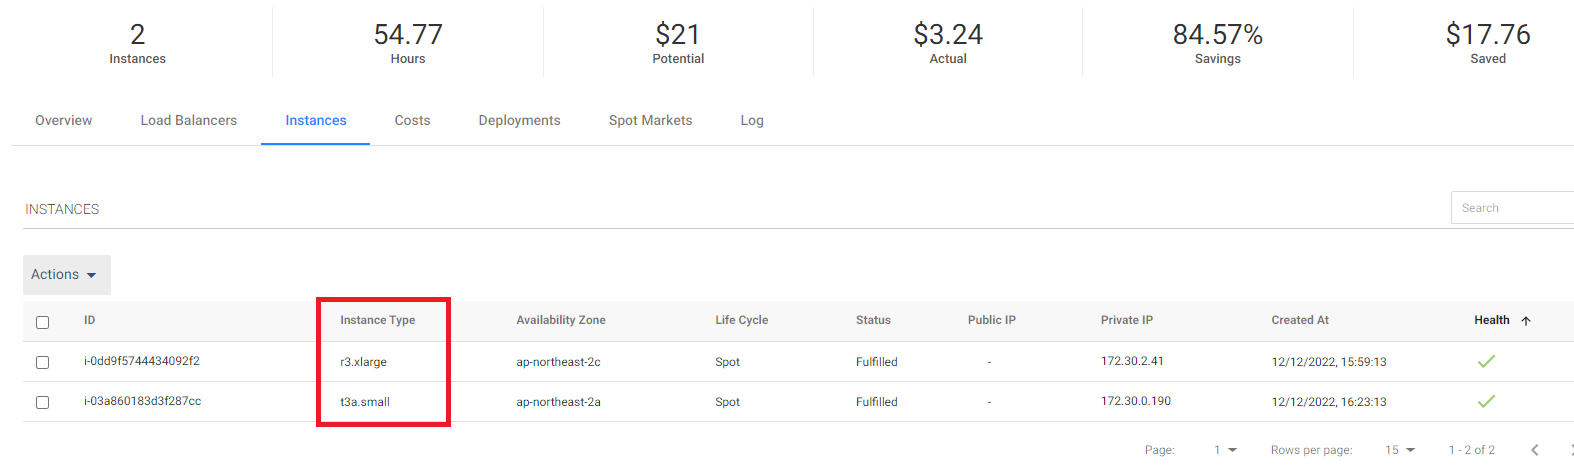 2 54.77 $21 $3.24 84.57% $17.76
Instances Hours Potential Actual Savings Saved
Overview Load Balancers Instances Costs Deployments Spot Markets Log
INSTANCES
Search
Actions
ID Instance Type Availability Zone Life Cycle Status Public IP Private IP Created At Health
i-0dd9f5744434092f2 r3.xlarge ap-northeast-2c Spot Fulfilled - 172.30.2.41 12/12/2022, 15:59:13
i-03a860183d3f287cc t3a.small ap-northeast-2a Spot Fulfilled - 172.30.0.190 12/12/2022, 16:23:13
Page: 1 Rows per page: 15 1 - 2 of 2